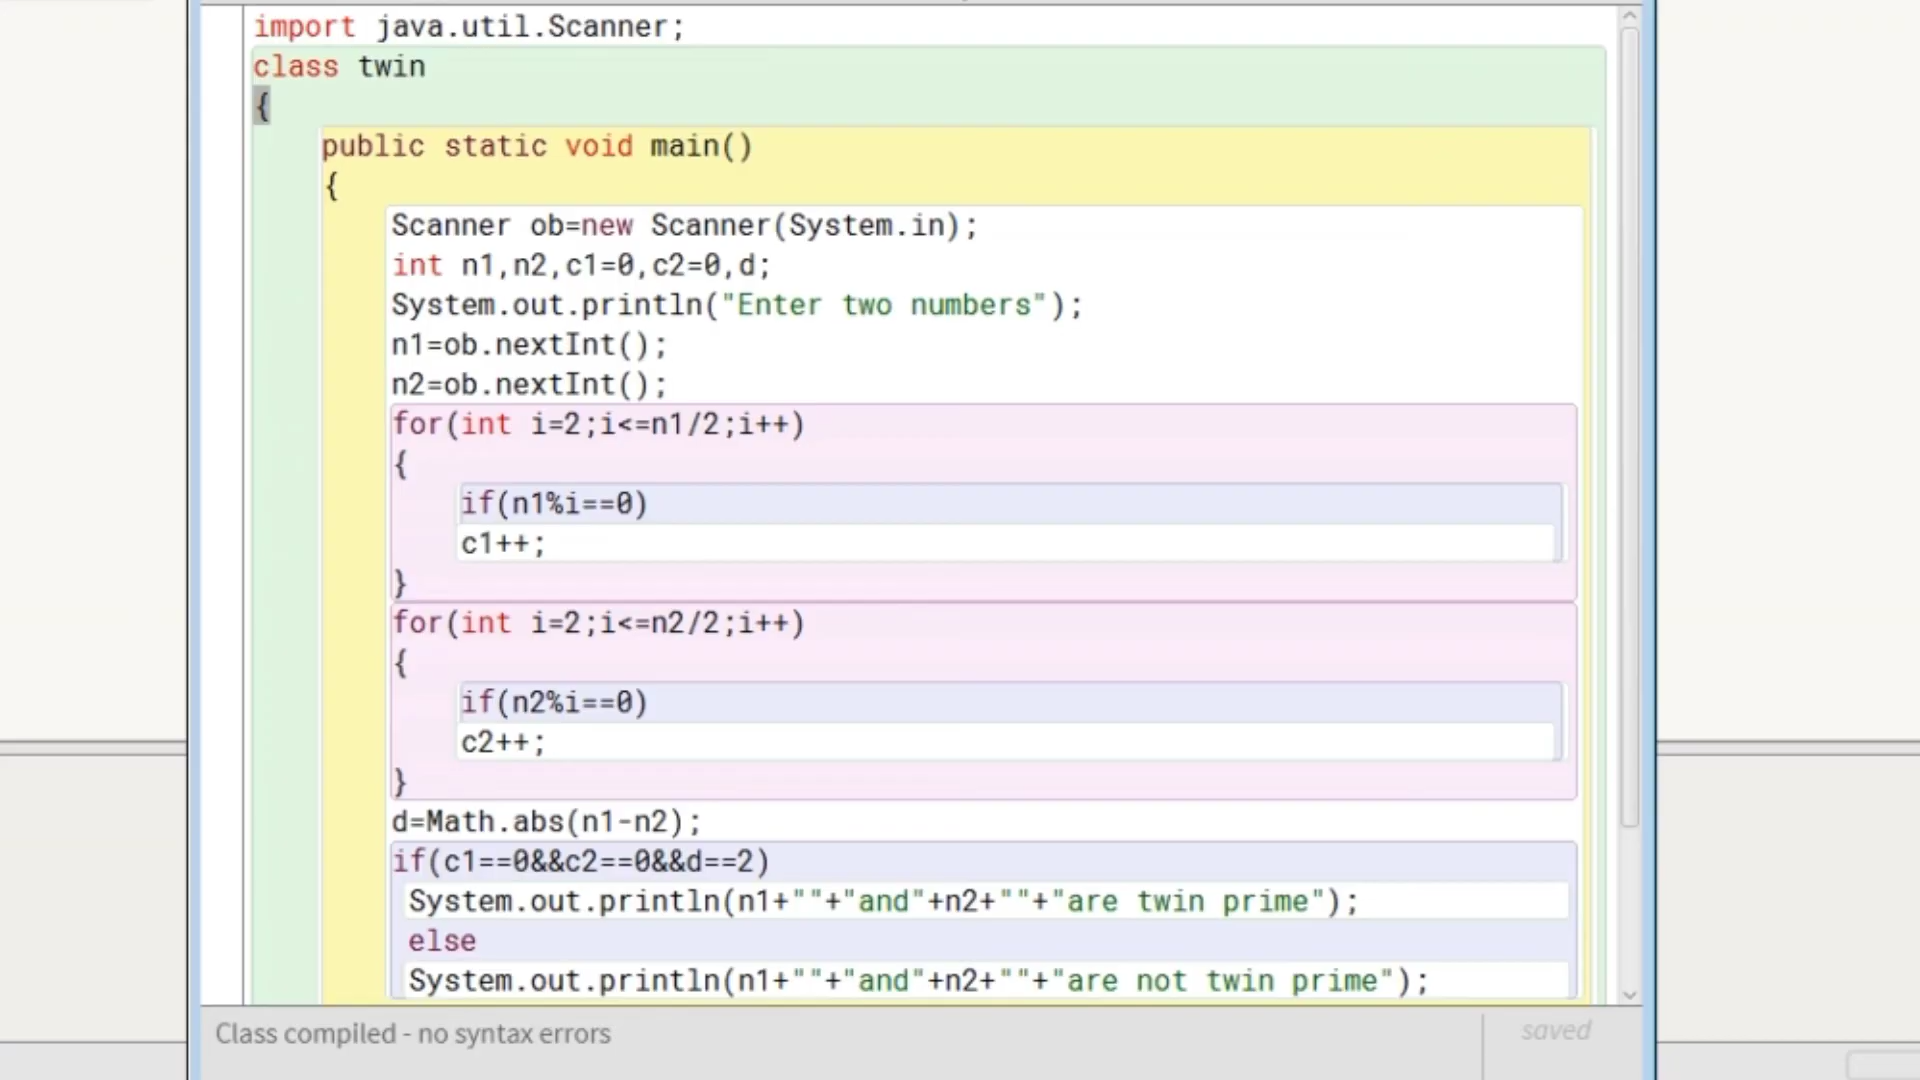 import java.util.Scanner;
class twin
{
public static void main()
{
Scanner ob=new Scanner(System.in);
int n1,n2,c1=0,c2=0,d;
System.out.println("Enter two numbers");
n1=ob.nextInt();
n2=ob.nextInt();
for(int i=2;i<=n1/2;i++)
{
if(n1%i==0)
c1++;
}
for(int i=2;i<=n2/2;i++)
{
if(n2%i==0)
c2++;
}
d=Math.abs(n1-n2);
if(c1==0&&c2==0&&d==2)
System.out.println(n1+""+"and"+n2+""+"are twin prime");
else
System.out.println(n1+""+"and"+n2+""+"are not twin prime");
Class compiled - no syntax errors
saved